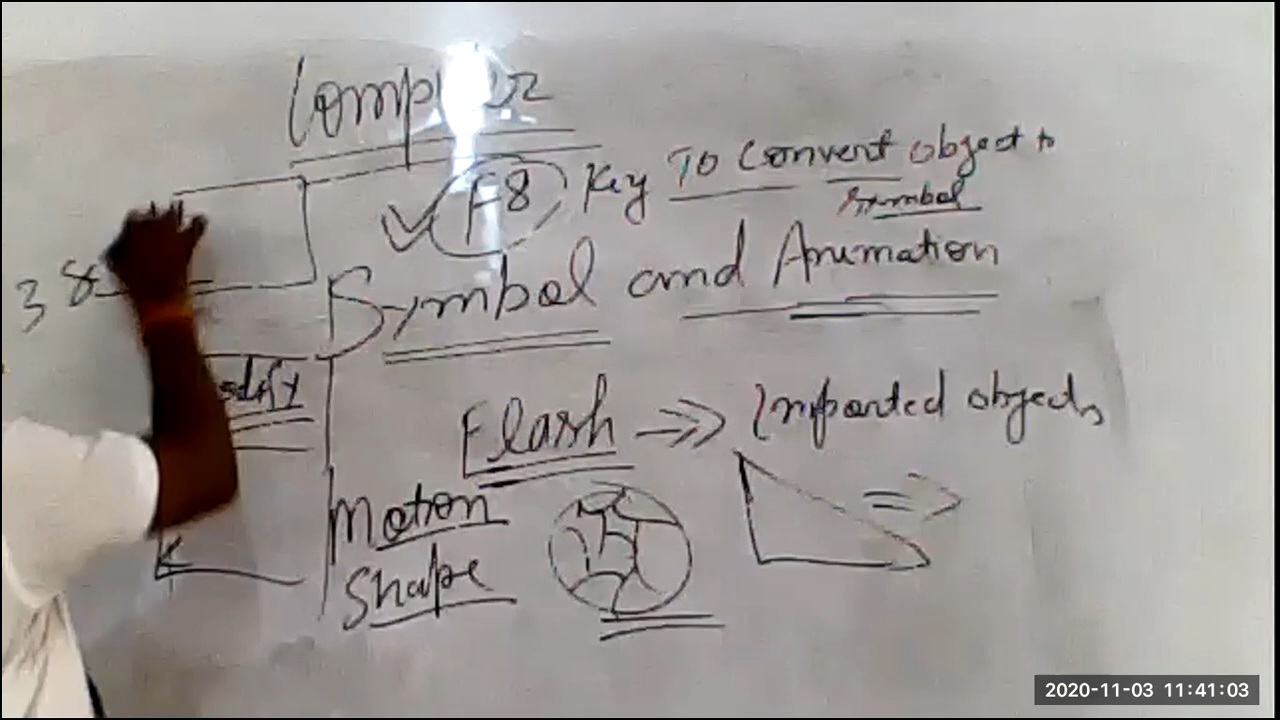 F8 Key To Convert object to
Symbol
Symbol and Animation
38
Flash => Imported objects
Motion
Shape
2020-11-03 11:41:03